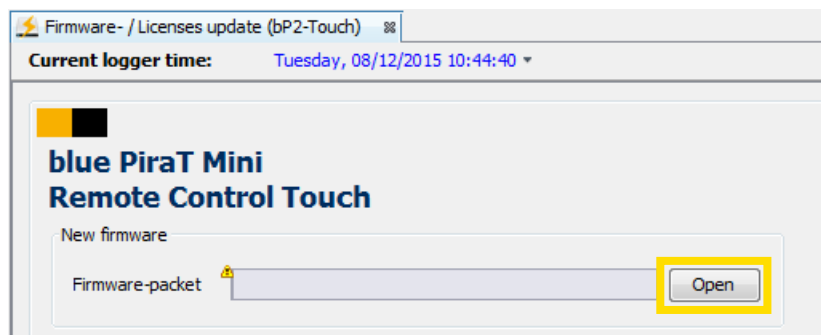 Firmware- / Licenses update (bP2-Touch)
Current logger time: Tuesday, 08/12/2015 10:44:40
blue PiraT Mini
Remote Control Touch
New firmware
Firmware-packet Open